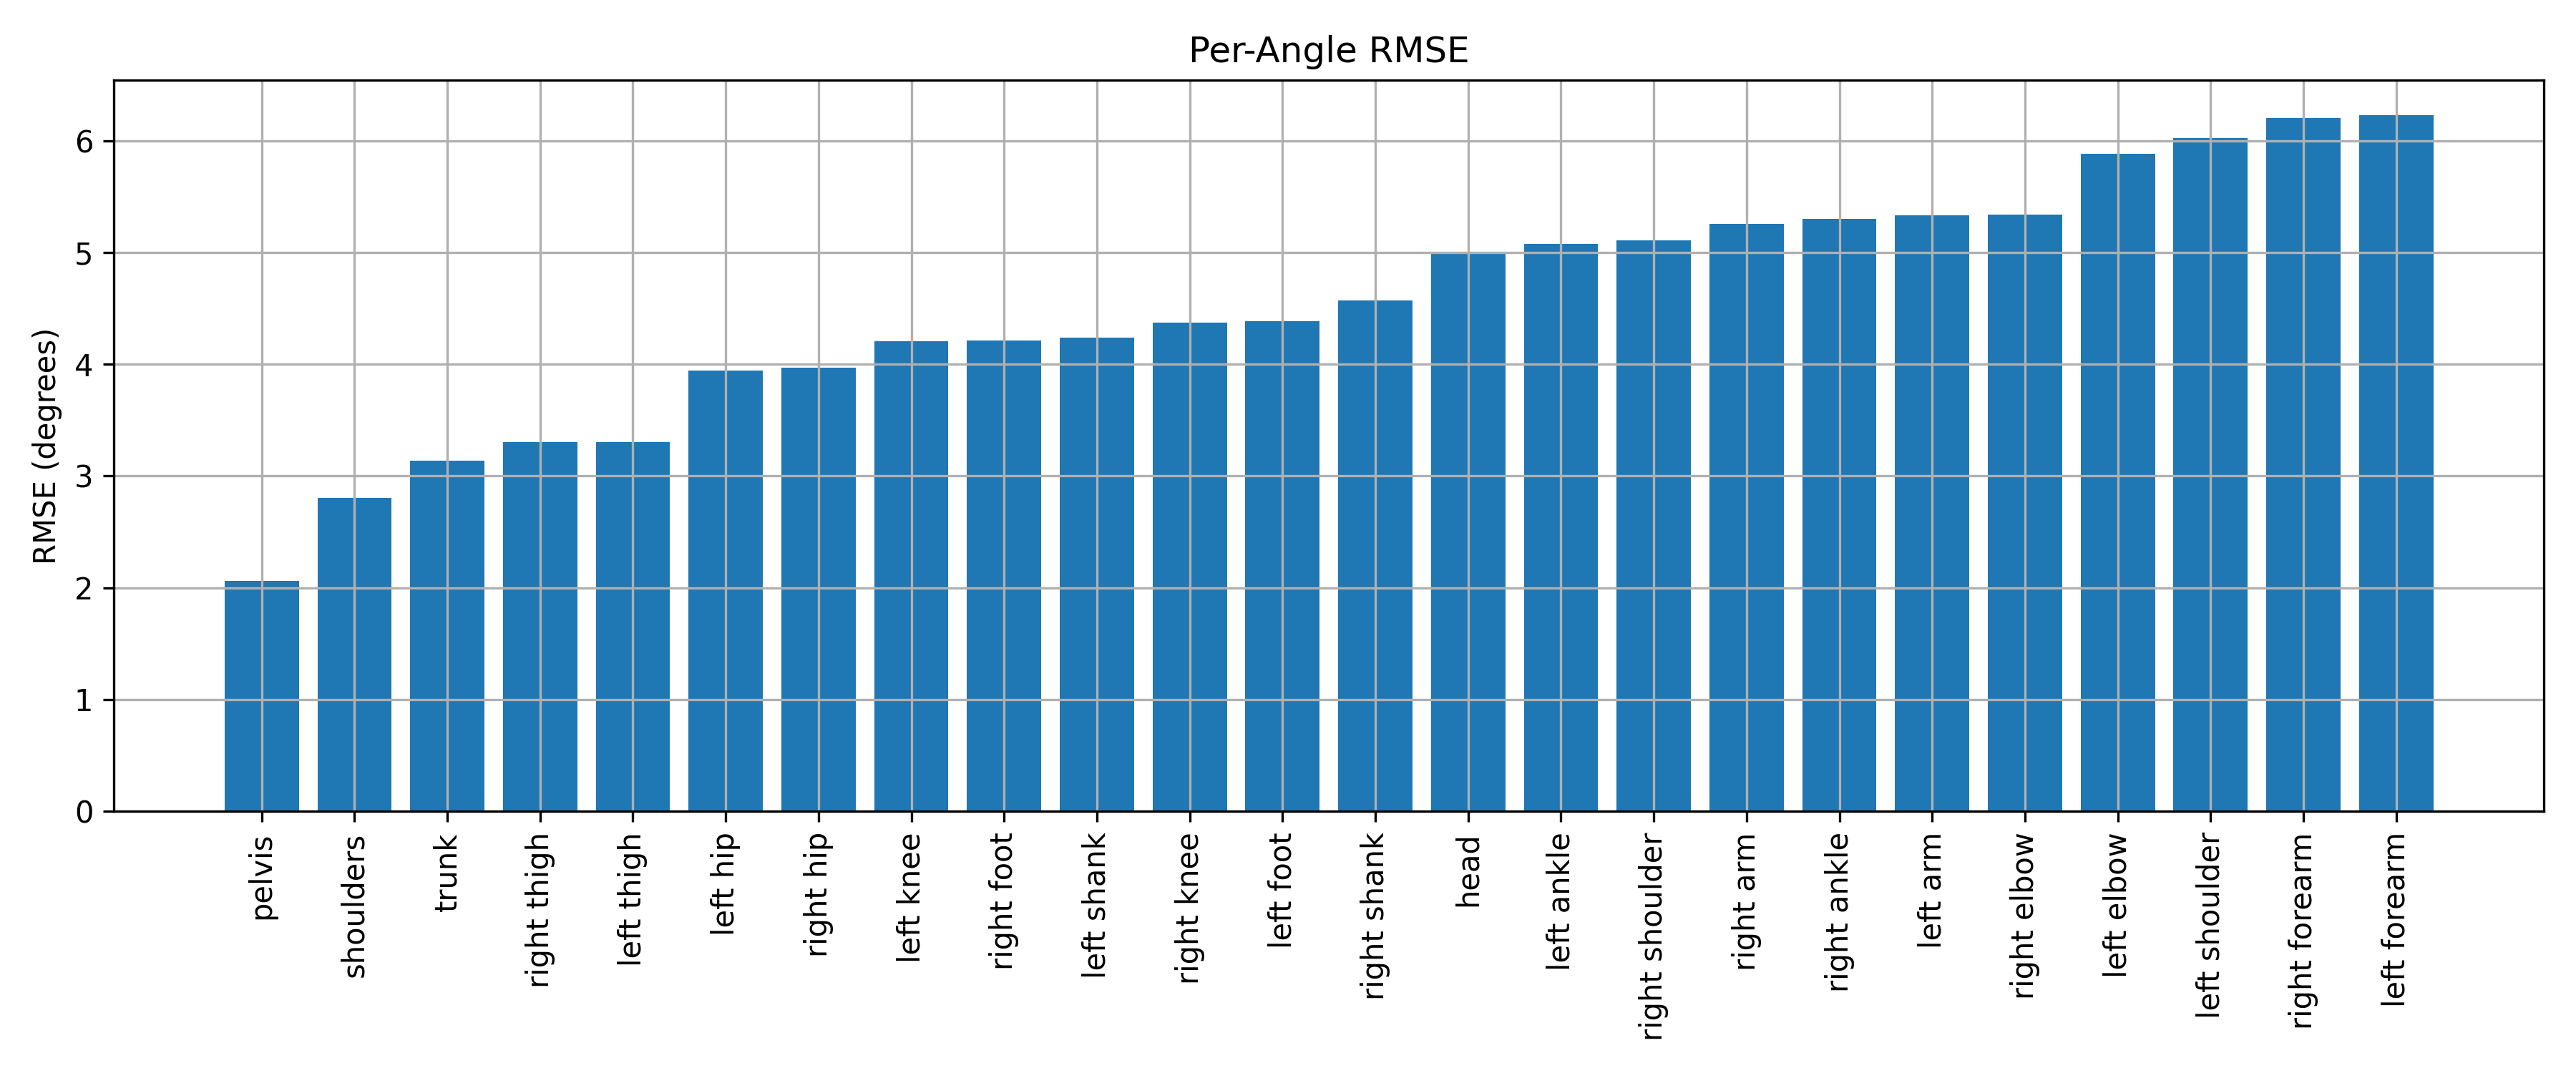 Per-Angle RMSE
RMSE (degrees)
6
5
4
3
2
1
0
pelvis
shoulders
trunk
right thigh
left thigh
left hip
right hip
left knee
right foot
left shank
right knee
left foot
right shank
head
left ankle
right shoulder
right arm
right ankle
left arm
right elbow
left elbow
left shoulder
right forearm
left forearm